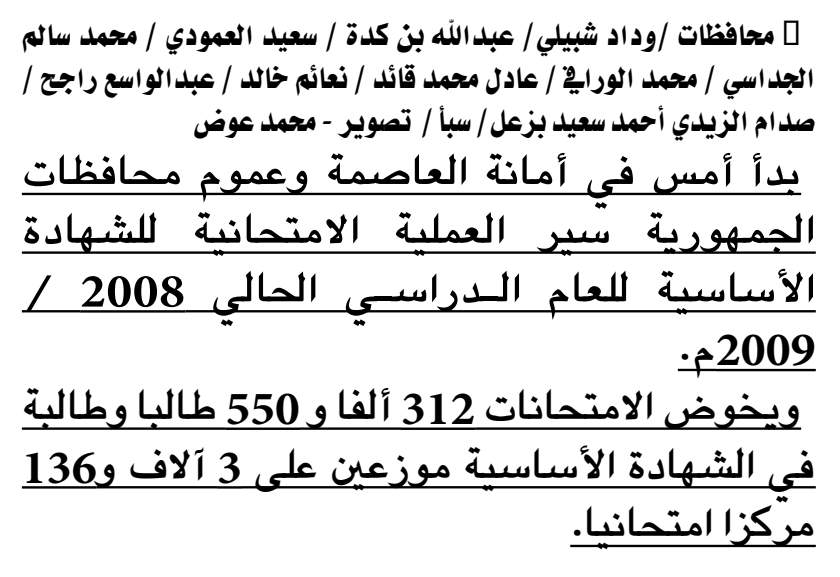 محافظات /وداد شبيلي/ عبدالله بن كدة / سعيد العمودي / محمد سالم
الجداسي / محمد الوراقي / عادل محمد قائد / نعائم خالد / عبدالواسع راجح /
صدام الزيدي أحمد سعيد بزعل/ سبأ / تصوير - محمد عوض
بدأ أمس في أمانة العاصمة وعموم محافظات
الجمهورية سير العملية الامتحانية للشهادة
الأساسية للعام الـدراسـي الحالي 2008 /
2009م.
ويخوض الامتحانات 312 ألفا و 550 طالبا وطالبة
في الشهادة الأساسية موزعين على 3 آلاف و136
مركزا امتحانيا.